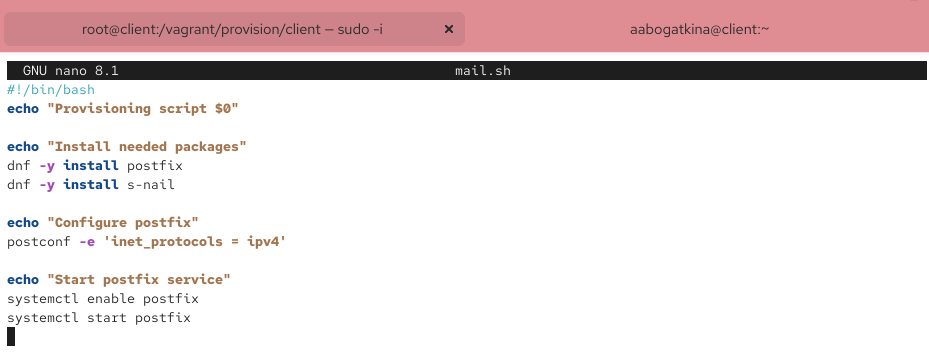 root@client:/vagrant/provision/client — sudo -i
aabogatkina@client:~
GNU nano 8.1 mail.sh
#!/bin/bash
echo "Provisioning script $0"
echo "Install needed packages"
dnf -y install postfix
dnf -y install s-nail
echo "Configure postfix"
postconf -e 'inet_protocols = ipv4'
echo "Start postfix service"
systemctl enable postfix
systemctl start postfix